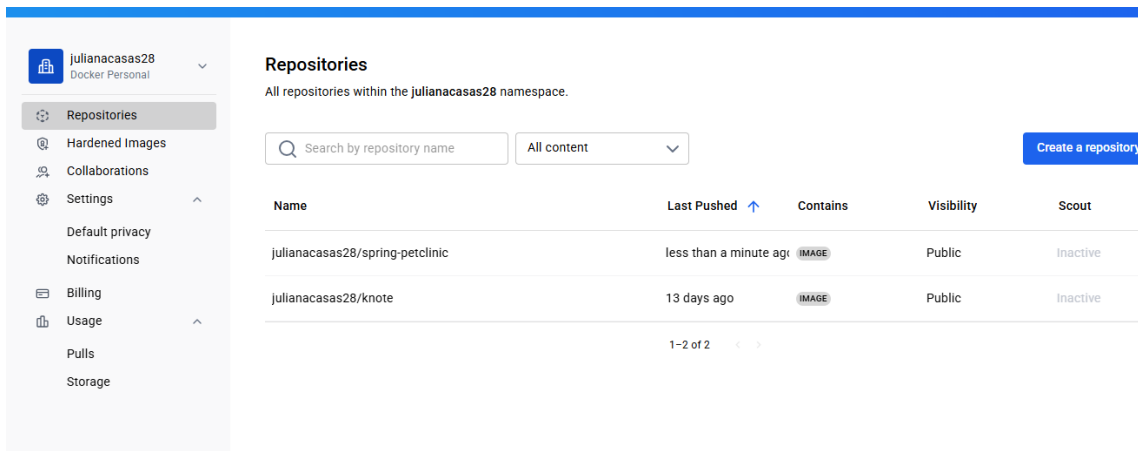 julianacasas28
Docker Personal
Repositories
Hardened Images
Collaborations
Settings
Default privacy
Notifications
Billing
Usage
Pulls
Storage
Repositories
All repositories within the julianacasas28 namespace.
Search by repository name
All content
Create a repository
Name Last Pushed Contains Visibility Scout
julianacasas28/spring-petclinic less than a minute ago IMAGE Public Inactive
julianacasas28/knote 13 days ago IMAGE Public Inactive
1–2 of 2